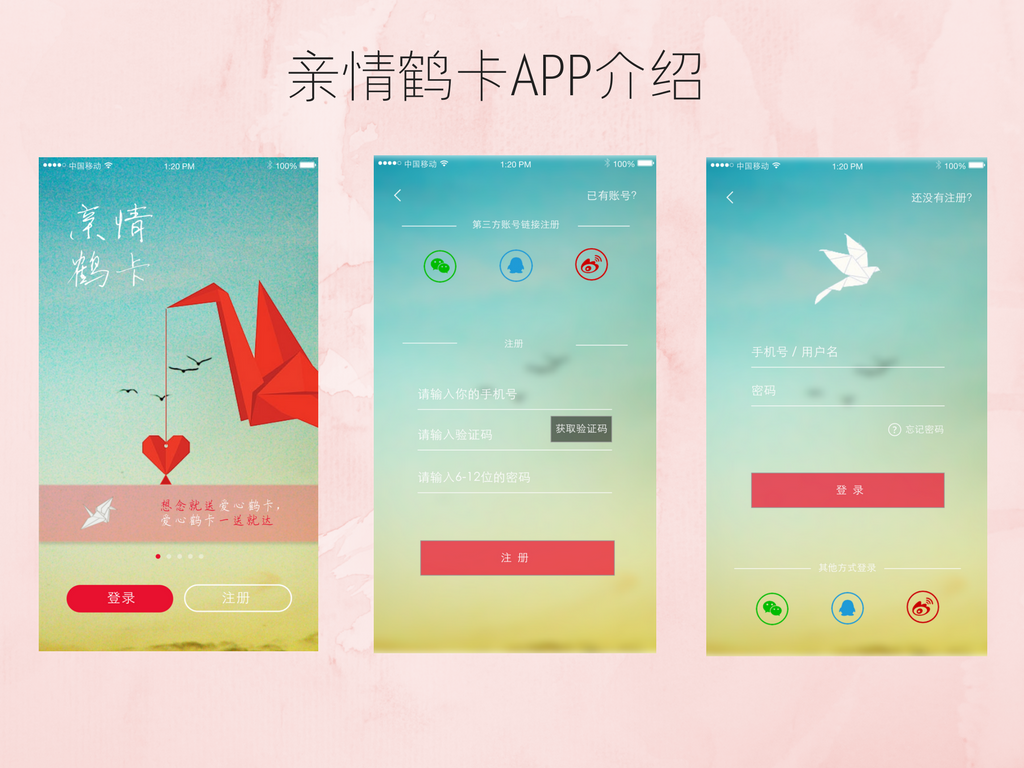 亲情鹤卡APP介绍
中国移动 1:20 PM 100%
亲情
鹤卡
想念就送爱心鹤卡，
爱心鹤卡一送就达
登录 注册
中国移动 1:20 PM 100%
已有账号?
第三方账号链接注册
注册
请输入你的手机号
请输入验证码 获取验证码
请输入6-12位的密码
注 册
中国移动 1:20 PM 100%
还没有注册?
手机号 / 用户名
密码
? 忘记密码
登 录
其他方式登录